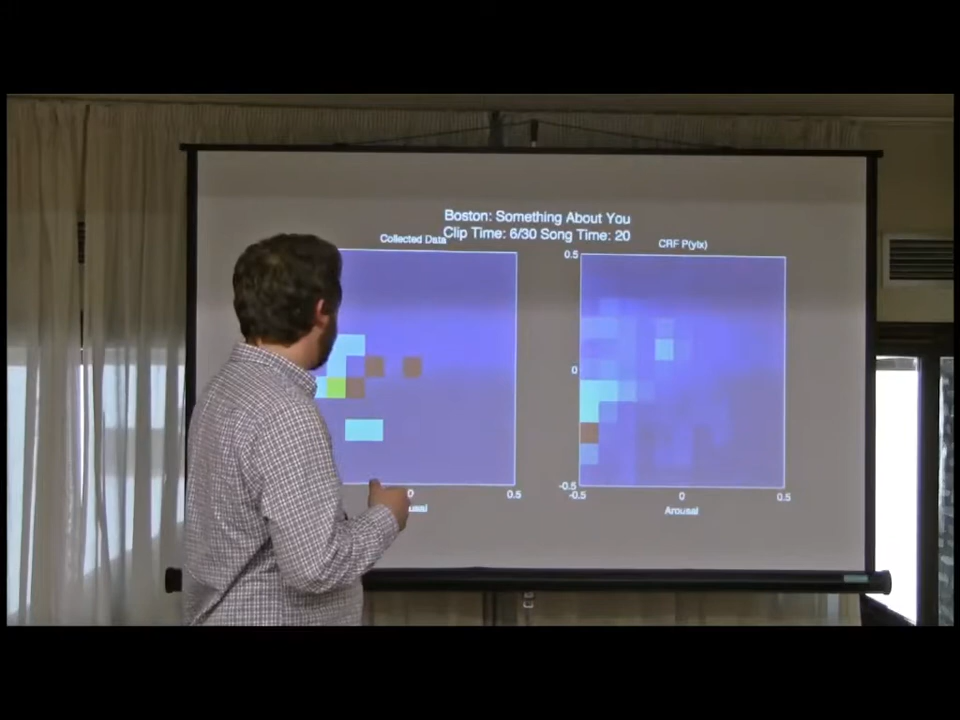 Boston: Something About You
Clip Time: 6/30 Song Time: 20
Collected Data
CRF P(y|x)
0.5
0
-0.5
0
0.5
-0.5
0
0.5
Arousal